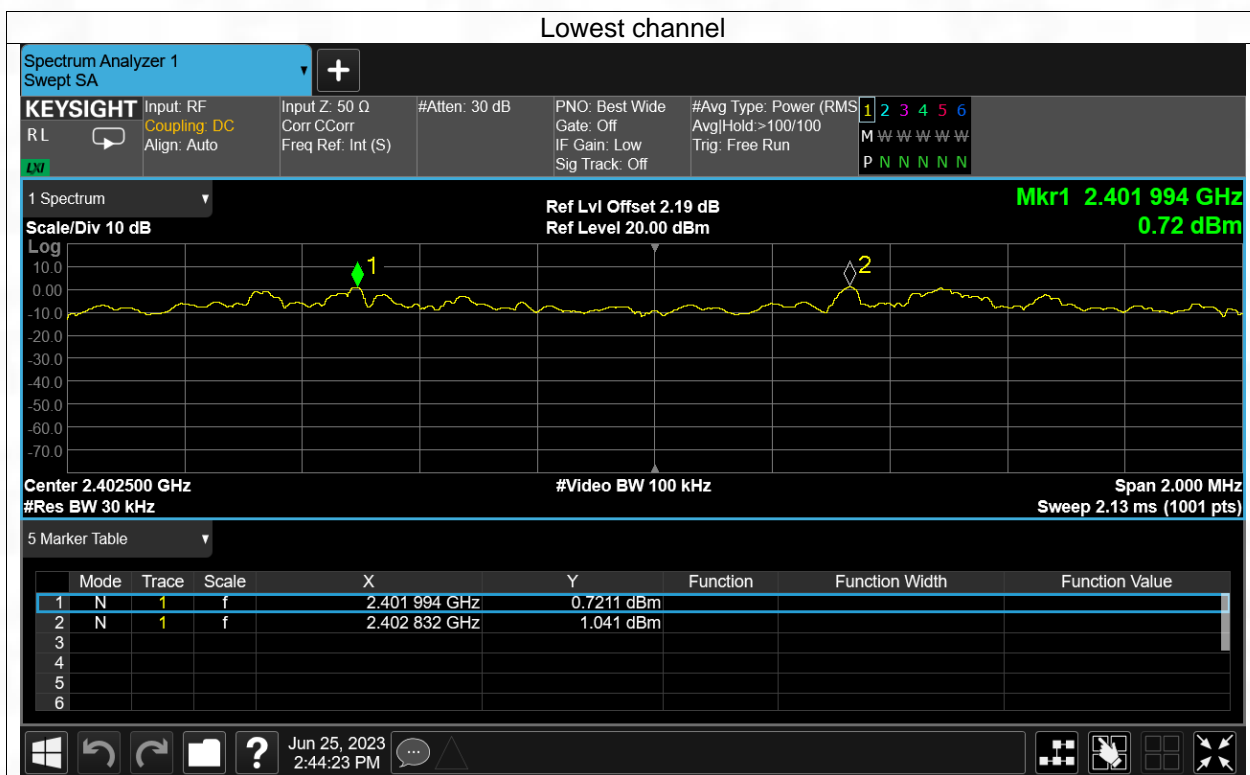 Lowest channel
Spectrum Analyzer 1
Swept SA
+
KEYSIGHT Input: RF Input Z: 50 Ω #Atten: 30 dB PNO: Best Wide #Avg Type: Power (RMS 1 2 3 4 5 6
R L Coupling: DC Corr CCorr Gate: Off Avg|Hold:>100/100 M W W W W W
Align: Auto Freq Ref: Int (S) IF Gain: Low Trig: Free Run
LXI Sig Track: Off P N N N N N
1 Spectrum Ref Lvl Offset 2.19 dB Mkr1 2.401 994 GHz
Scale/Div 10 dB Ref Level 20.00 dBm 0.72 dBm
Log
10.0 1 2
0.00
-10.0
-20.0
-30.0
-40.0
-50.0
-60.0
-70.0
Center 2.402500 GHz #Video BW 100 kHz Span 2.000 MHz
#Res BW 30 kHz Sweep 2.13 ms (1001 pts)
5 Marker Table
Mode Trace Scale X Y Function Function Width Function Value
1 N 1 f 2.401 994 GHz 0.7211 dBm
2 N 1 f 2.402 832 GHz 1.041 dBm
3
4
5
6
? Jun 25, 2023
2:44:23 PM